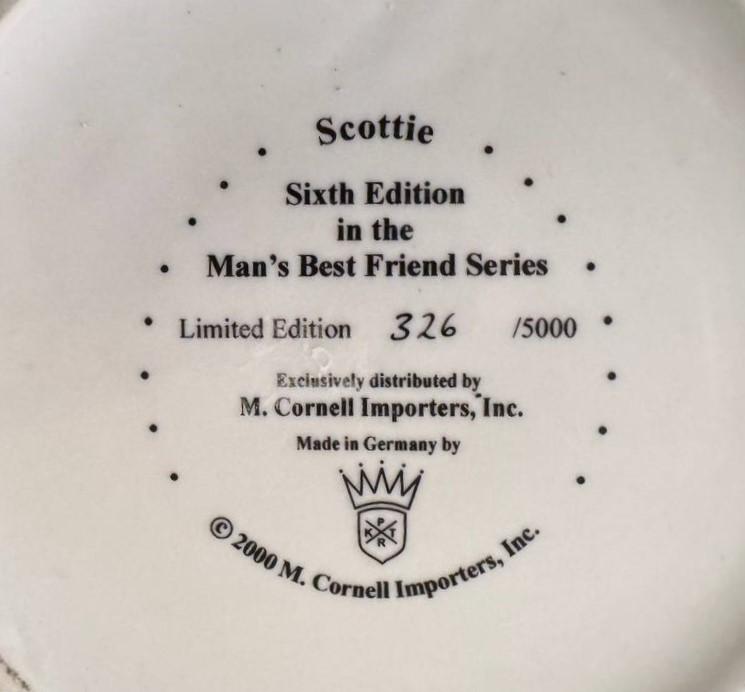 Scottie
Sixth Edition
in the
Man's Best Friend Series
Limited Edition 326 /5000
Exclusively distributed by
M. Cornell Importers, Inc.
Made in Germany by
P
K T
R
© 2000 M. Cornell Importers, Inc.